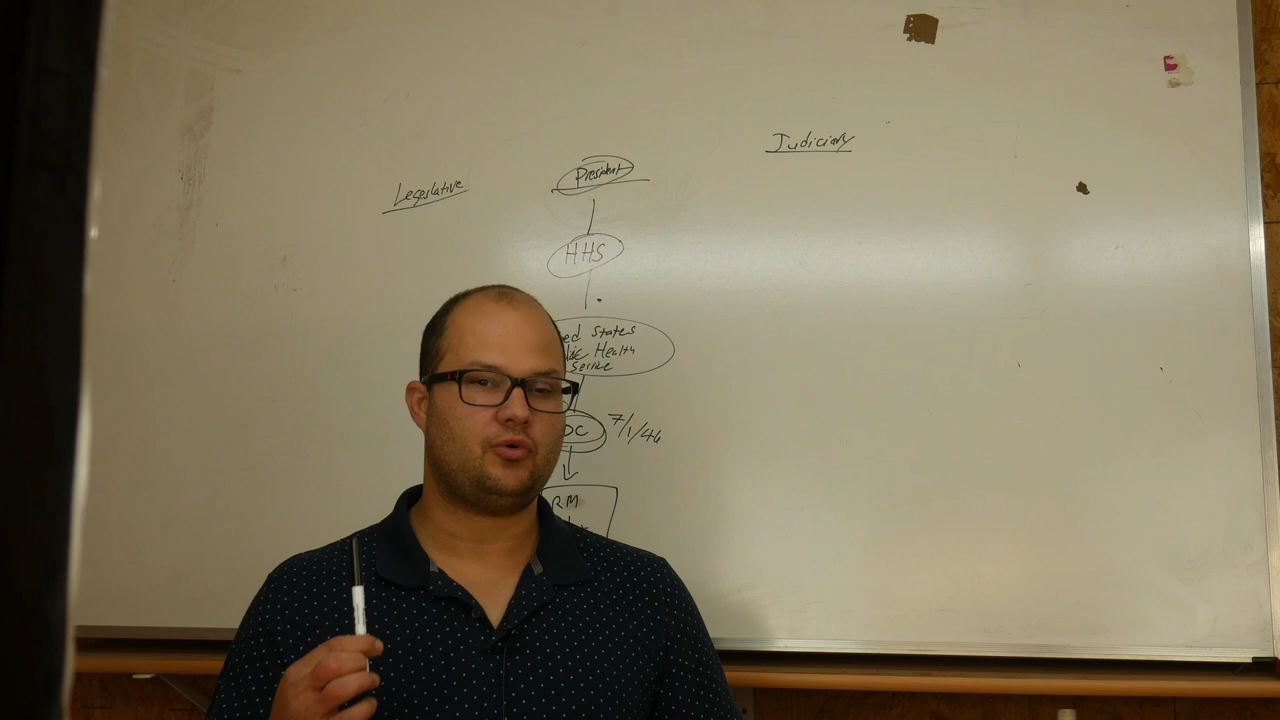 Judiciary
President
Legislative
HHS
ed States
lic Health
Service
DC 7/1/46
RM